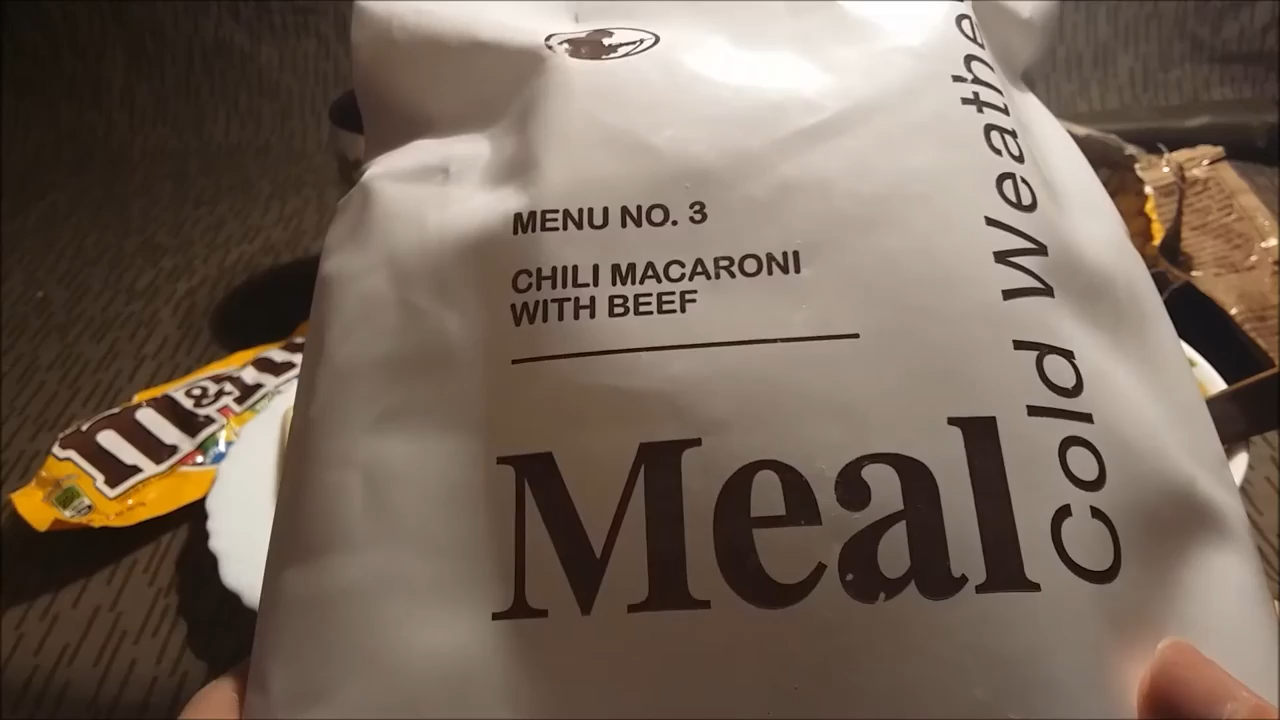 MENU NO. 3
CHILI MACARONI
WITH BEEF
Meal
Cold Weather
m&m